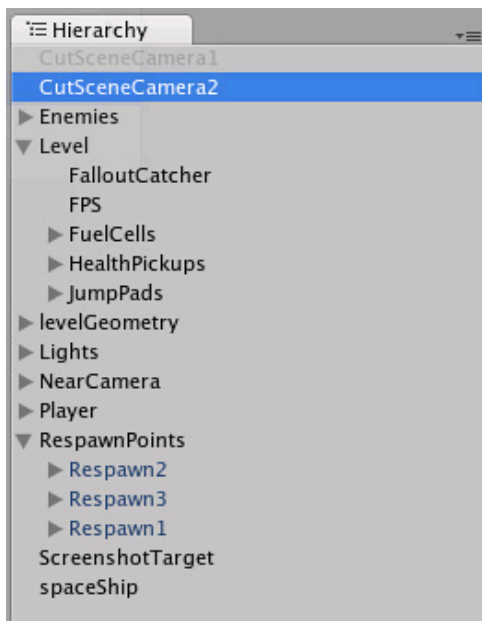 Hierarchy
CutSceneCamera1
CutSceneCamera2
Enemies
Level
FalloutCatcher
FPS
FuelCells
HealthPickups
JumpPads
levelGeometry
Lights
NearCamera
Player
RespawnPoints
Respawn2
Respawn3
Respawn1
ScreenshotTarget
spaceShip